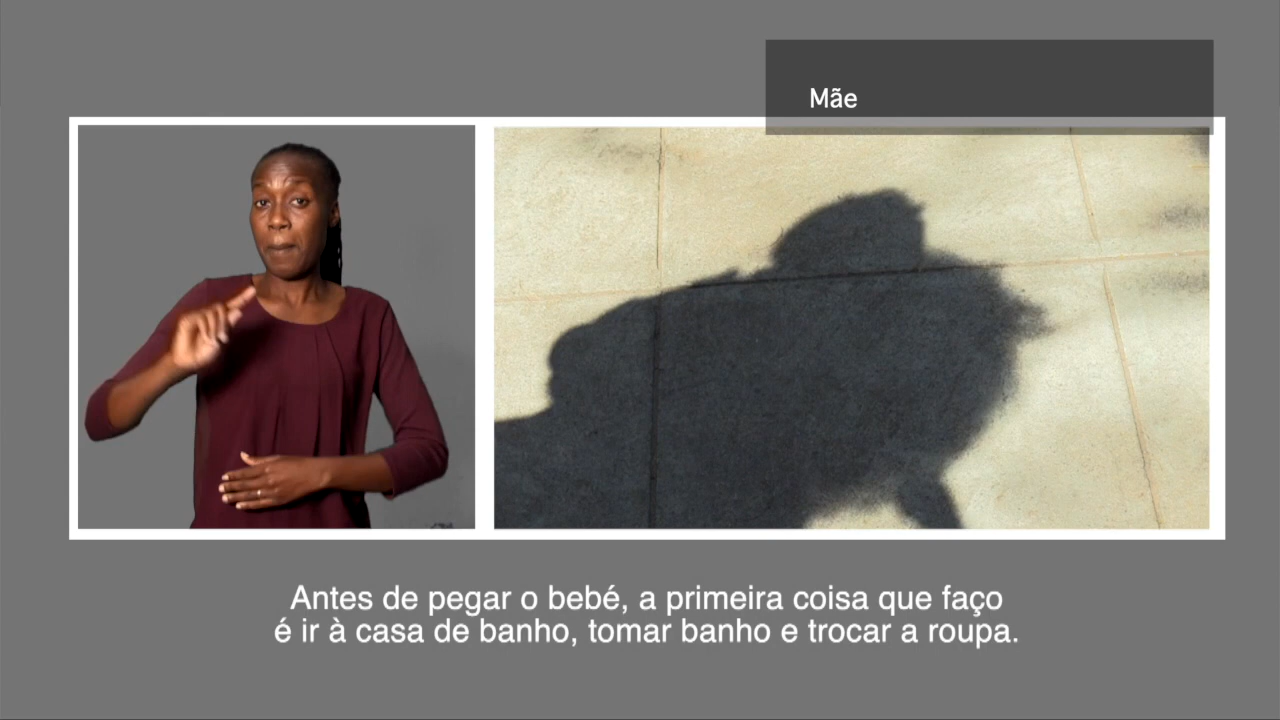 Mãe
Antes de pegar o bebé, a primeira coisa que faço
é ir à casa de banho, tomar banho e trocar a roupa.